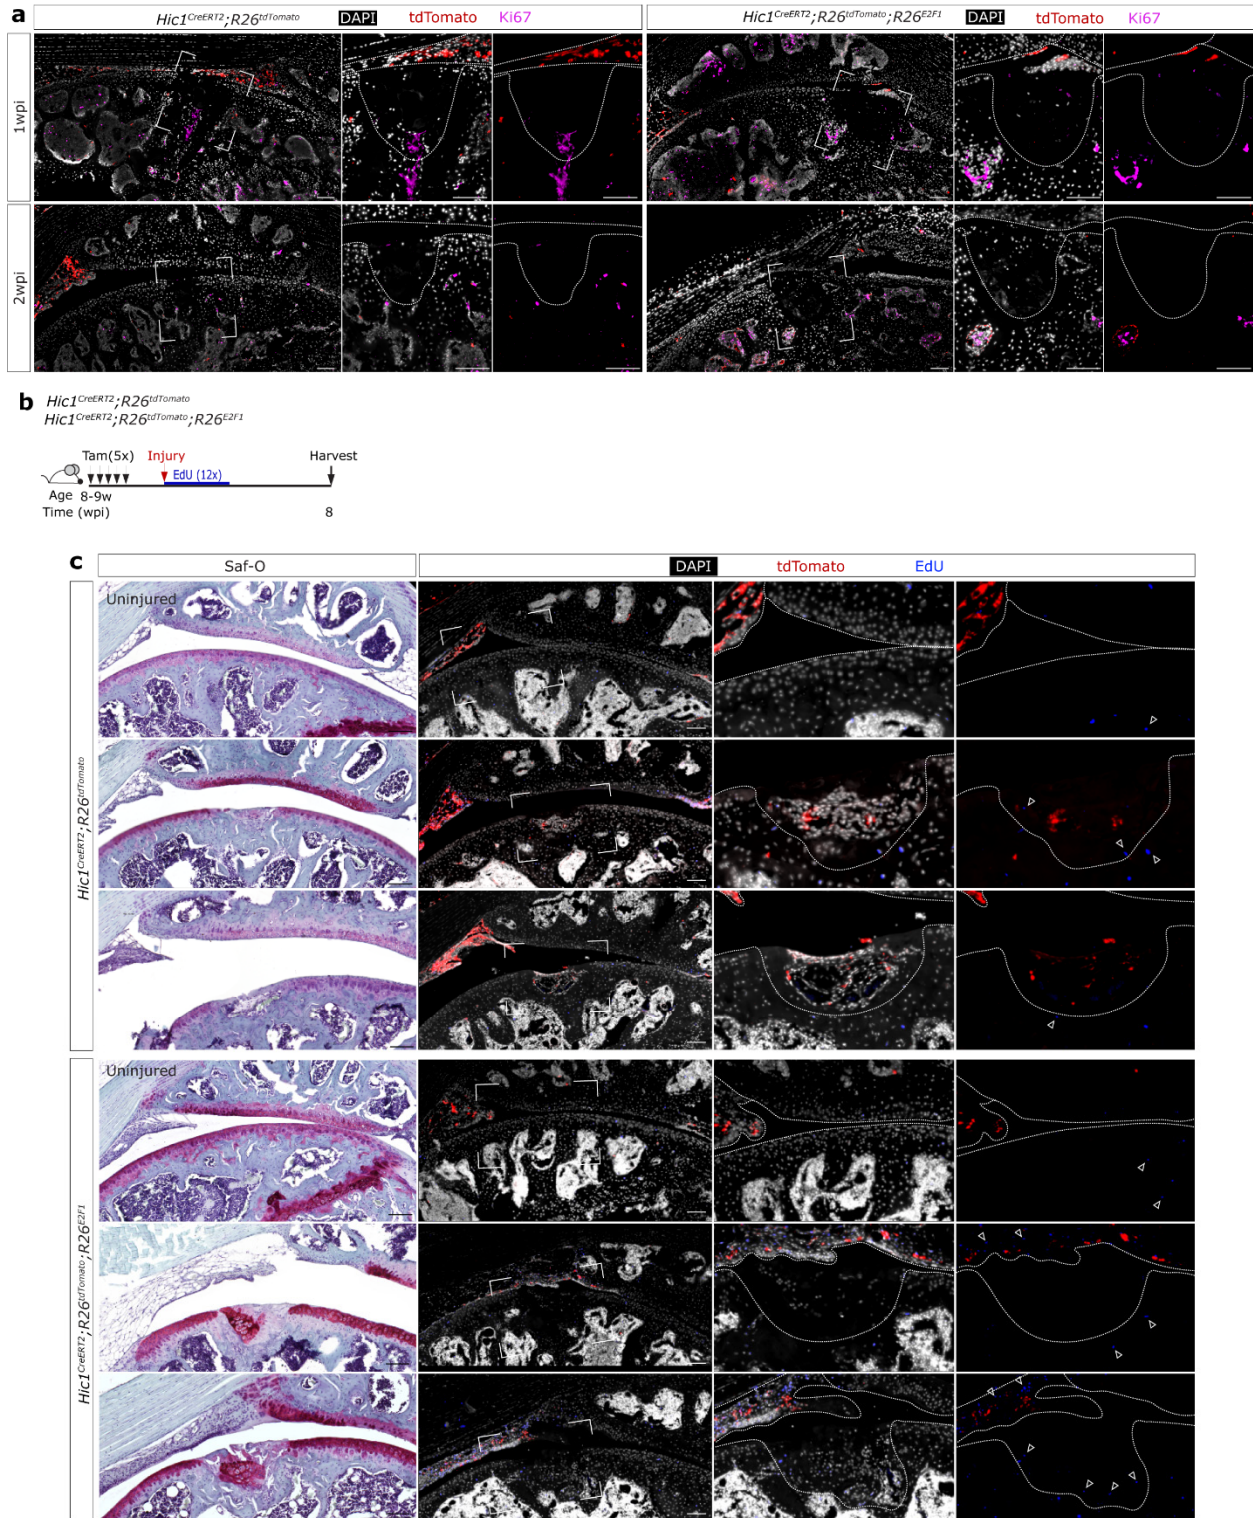 a
Hic1CreERT2;R26tdTomato DAPI tdTomato Ki67
Hic1CreERT2;R26tdTomato;R26E2F1 DAPI tdTomato Ki67
1wpi
2wpi
b
Hic1CreERT2;R26tdTomato
Hic1CreERT2;R26tdTomato;R26E2F1
Tam(5x) Injury Harvest
EdU (12x)
Age 8-9w
Time (wpi) 8
c
Saf-O DAPI tdTomato EdU
Hic1CreERT2;R26tdTomato
Uninjured
Hic1CreERT2;R26tdTomato;R26E2F1
Uninjured